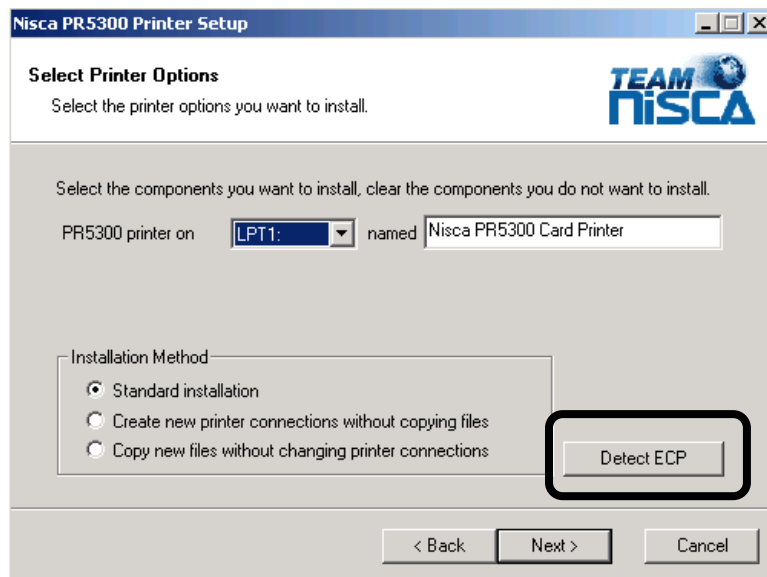 Nisca PR5300 Printer Setup
Select Printer Options
Select the printer options you want to install.
TEAM
NiSCA
Select the components you want to install, clear the components you do not want to install.
PR5300 printer on LPT1: named Nisca PR5300 Card Printer
Installation Method
Standard installation
Create new printer connections without copying files
Copy new files without changing printer connections
Detect ECP
< Back Next > Cancel